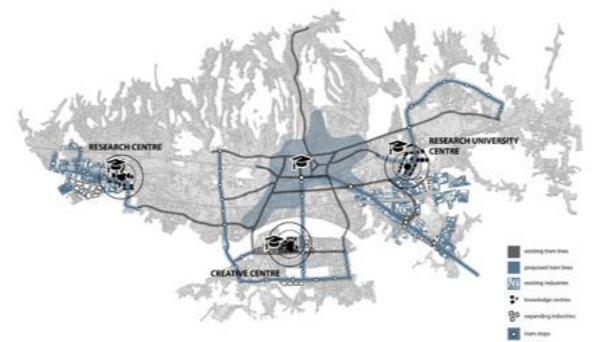 RESEARCH CENTRE
RESEARCH UNIVERSITY
CENTRE
CREATIVE CENTRE
existing tram lines
proposed tram lines
existing industries
knowledge centres
expanding industries
tram stops